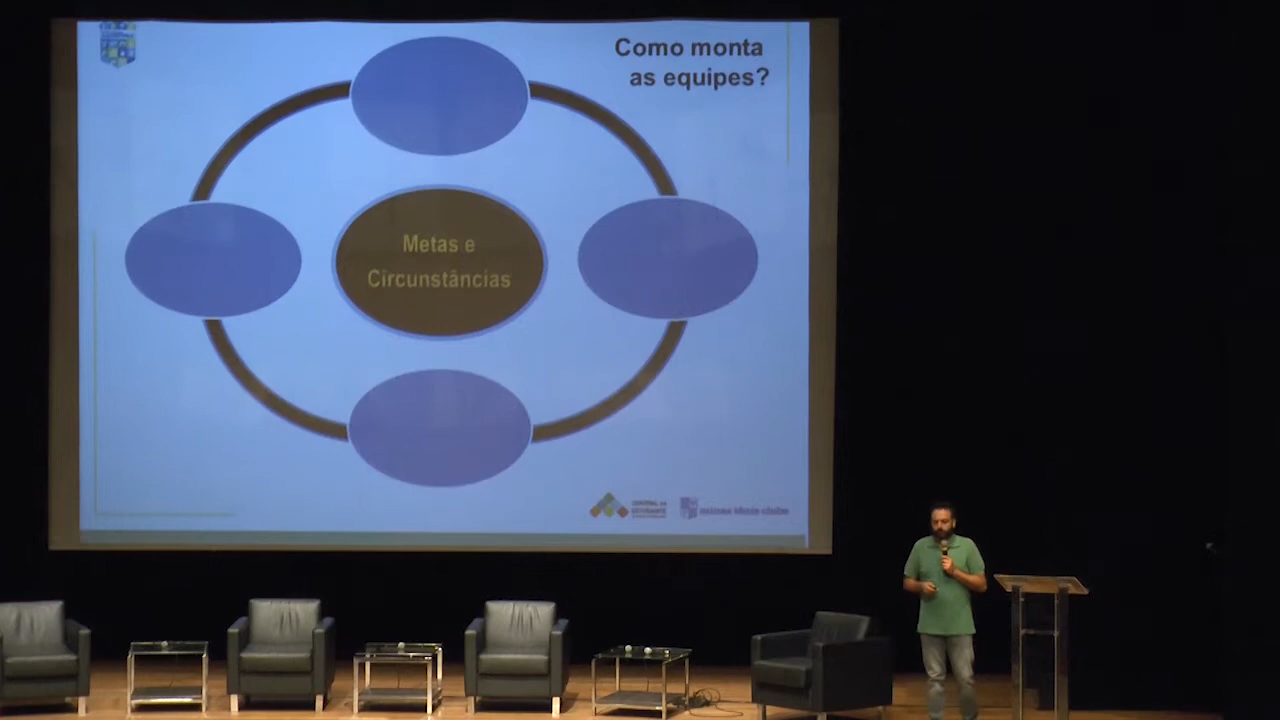 Como monta
as equipes?
Metas e
Circunstâncias